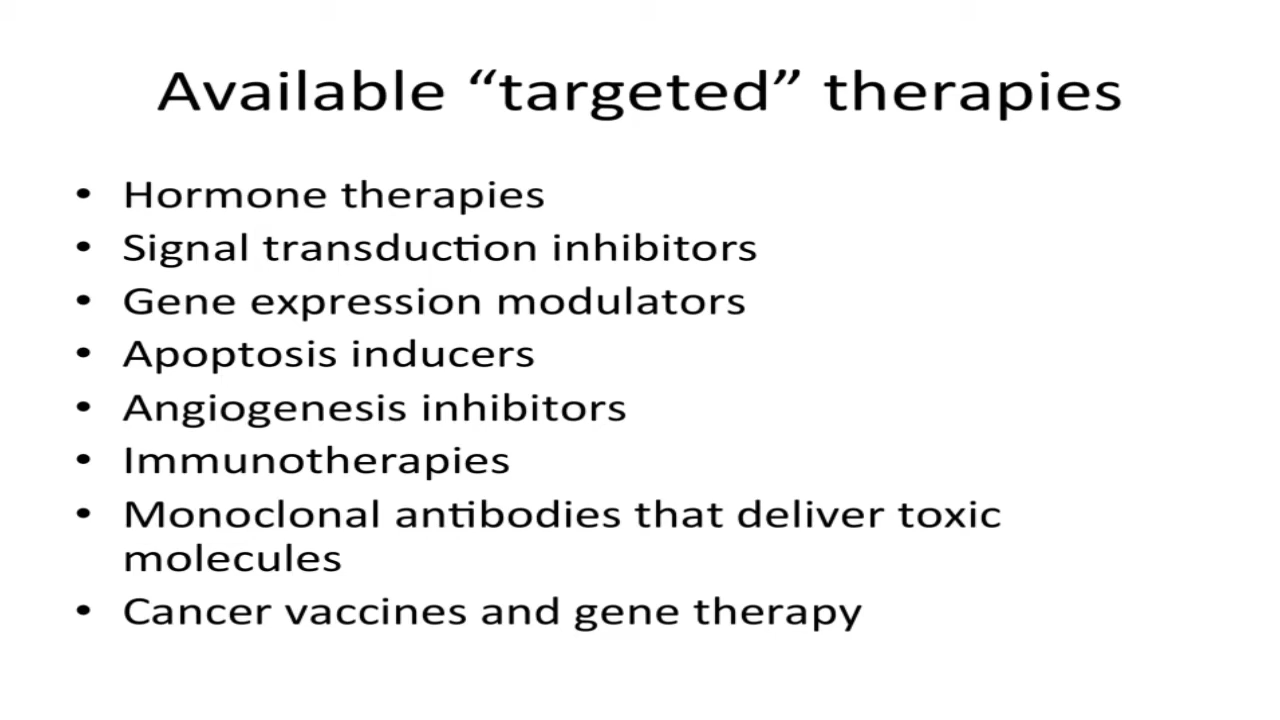 Available “targeted” therapies
• Hormone therapies
• Signal transduction inhibitors
• Gene expression modulators
• Apoptosis inducers
• Angiogenesis inhibitors
• Immunotherapies
• Monoclonal antibodies that deliver toxic
molecules
• Cancer vaccines and gene therapy